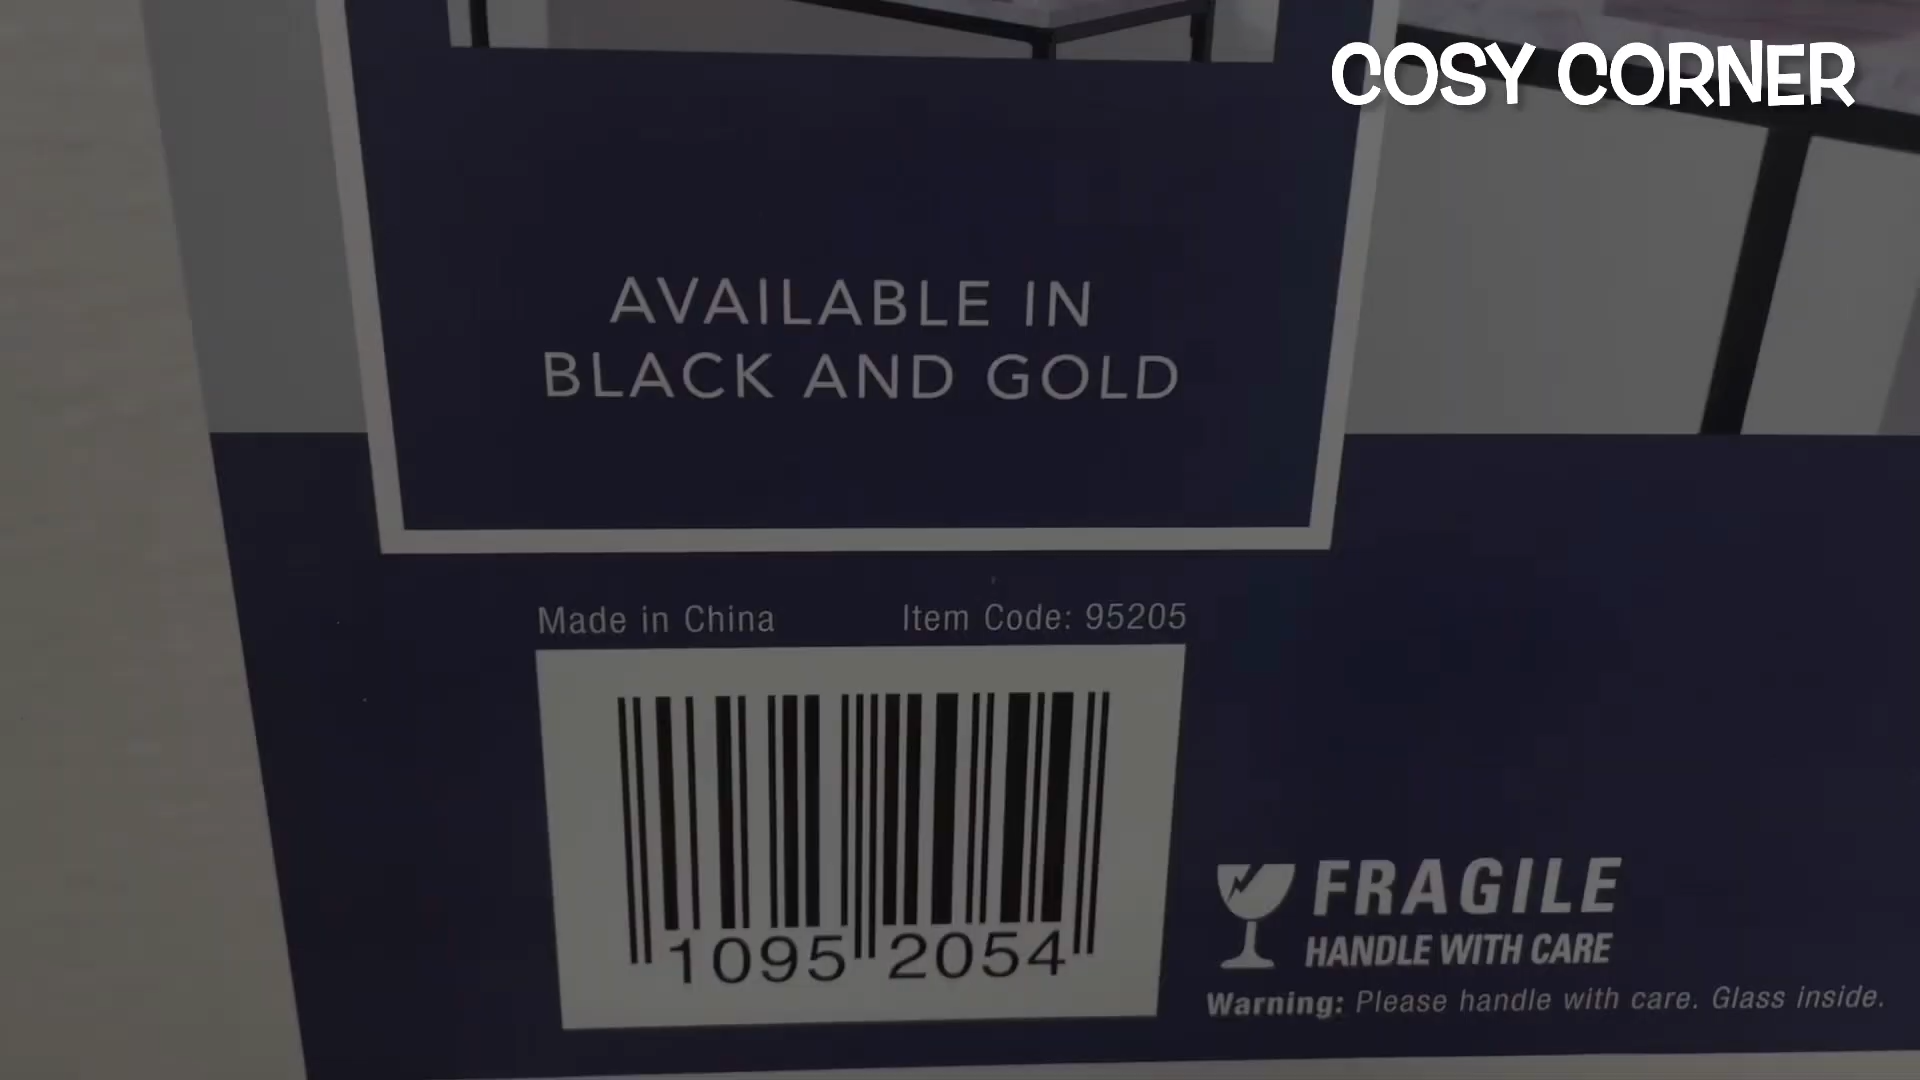 COSY CORNER
AVAILABLE IN
BLACK AND GOLD
Made in China
Item Code: 95205
1095 2054
FRAGILE
HANDLE WITH CARE
Warning: Please handle with care. Glass inside.